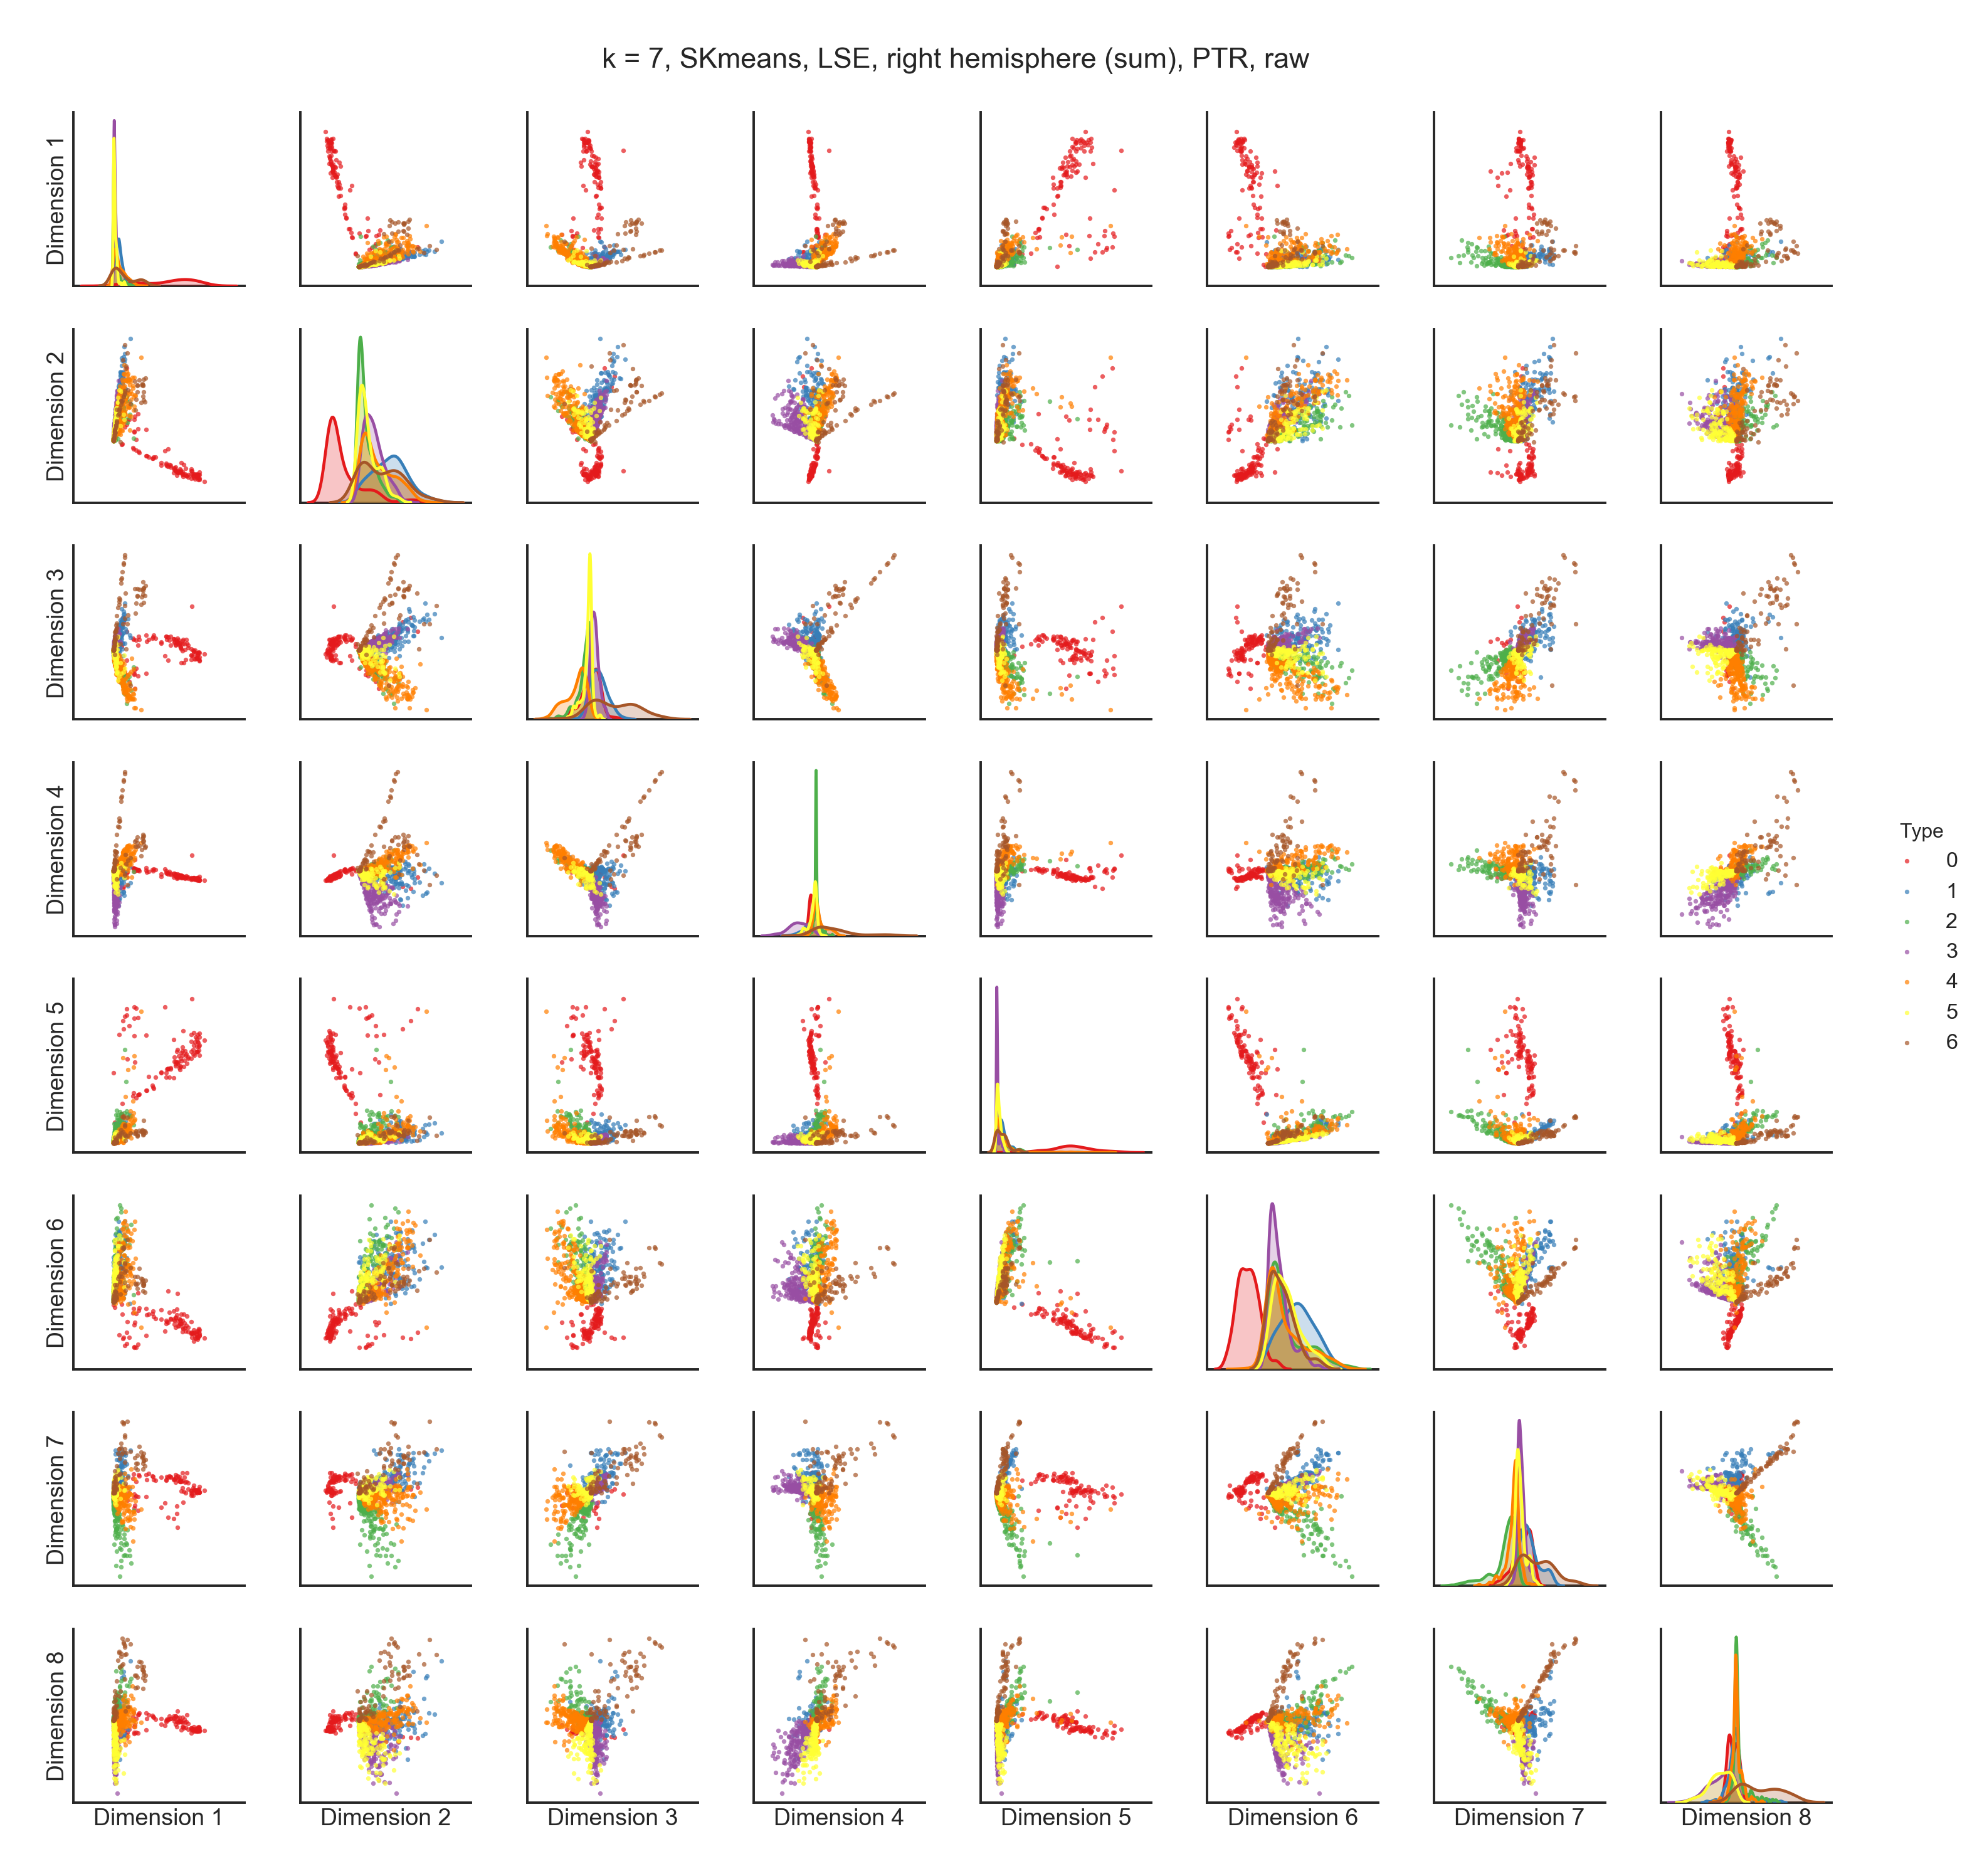 k = 7, SKmeans, LSE, right hemisphere (sum), PTR, raw
Dimension 1
Dimension 2
Dimension 3
Dimension 4
Dimension 5
Dimension 6
Dimension 7
Dimension 8
Type
0
1
2
3
4
5
6
Dimension 1 Dimension 2 Dimension 3 Dimension 4 Dimension 5 Dimension 6 Dimension 7 Dimension 8